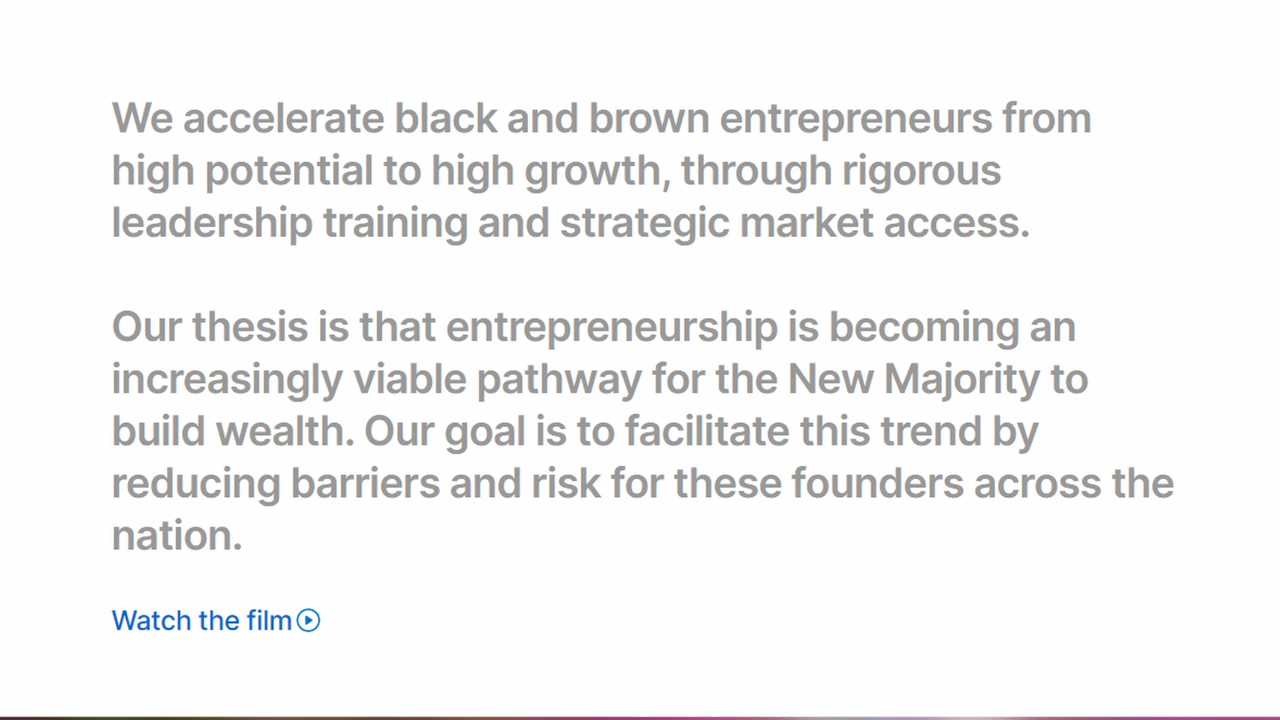 We accelerate black and brown entrepreneurs from
high potential to high growth, through rigorous
leadership training and strategic market access.
Our thesis is that entrepreneurship is becoming an
increasingly viable pathway for the New Majority to
build wealth. Our goal is to facilitate this trend by
reducing barriers and risk for these founders across the
nation.
Watch the film